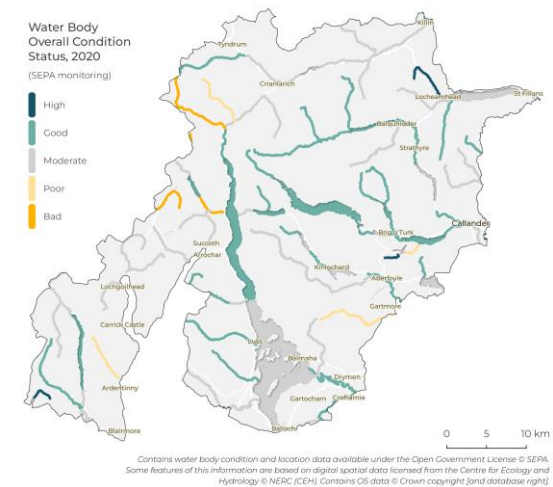 Water Body
Overall Condition
Status, 2020
(SEPA monitoring)
High
Good
Moderate
Poor
Bad
Killin
Tyndrum
Crianlarich
Lochearnhead
St Fillans
Balquhidder
Strathyre
Callander
Brig o'Turk
Succoth
Arrochar
Kinlochard
Aberfoyle
Lochgoilhead
Gartmore
Carrick Castle
Luss
Balmaha
Ardentinny
Drymen
Gartocharn
Croftamie
Blairmore
Balloch
0 5 10 km
Contains water body condition and location data available under the Open Government License © SEPA.
Some features of this information are based on digital spatial data licensed from the Centre for Ecology and
Hydrology © NERC (CEH). Contains OS data © Crown copyright [and database right].